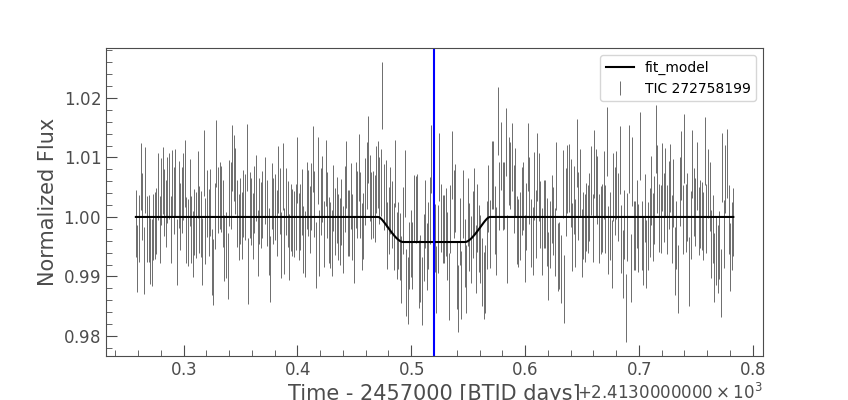 fit_model
TIC 272758199
Normalized Flux
1.02
1.01
1.00
0.99
0.98
0.3 0.4 0.5 0.6 0.7 0.8
Time - 2457000 [BTJD days]
+2.4130000000 × 10³